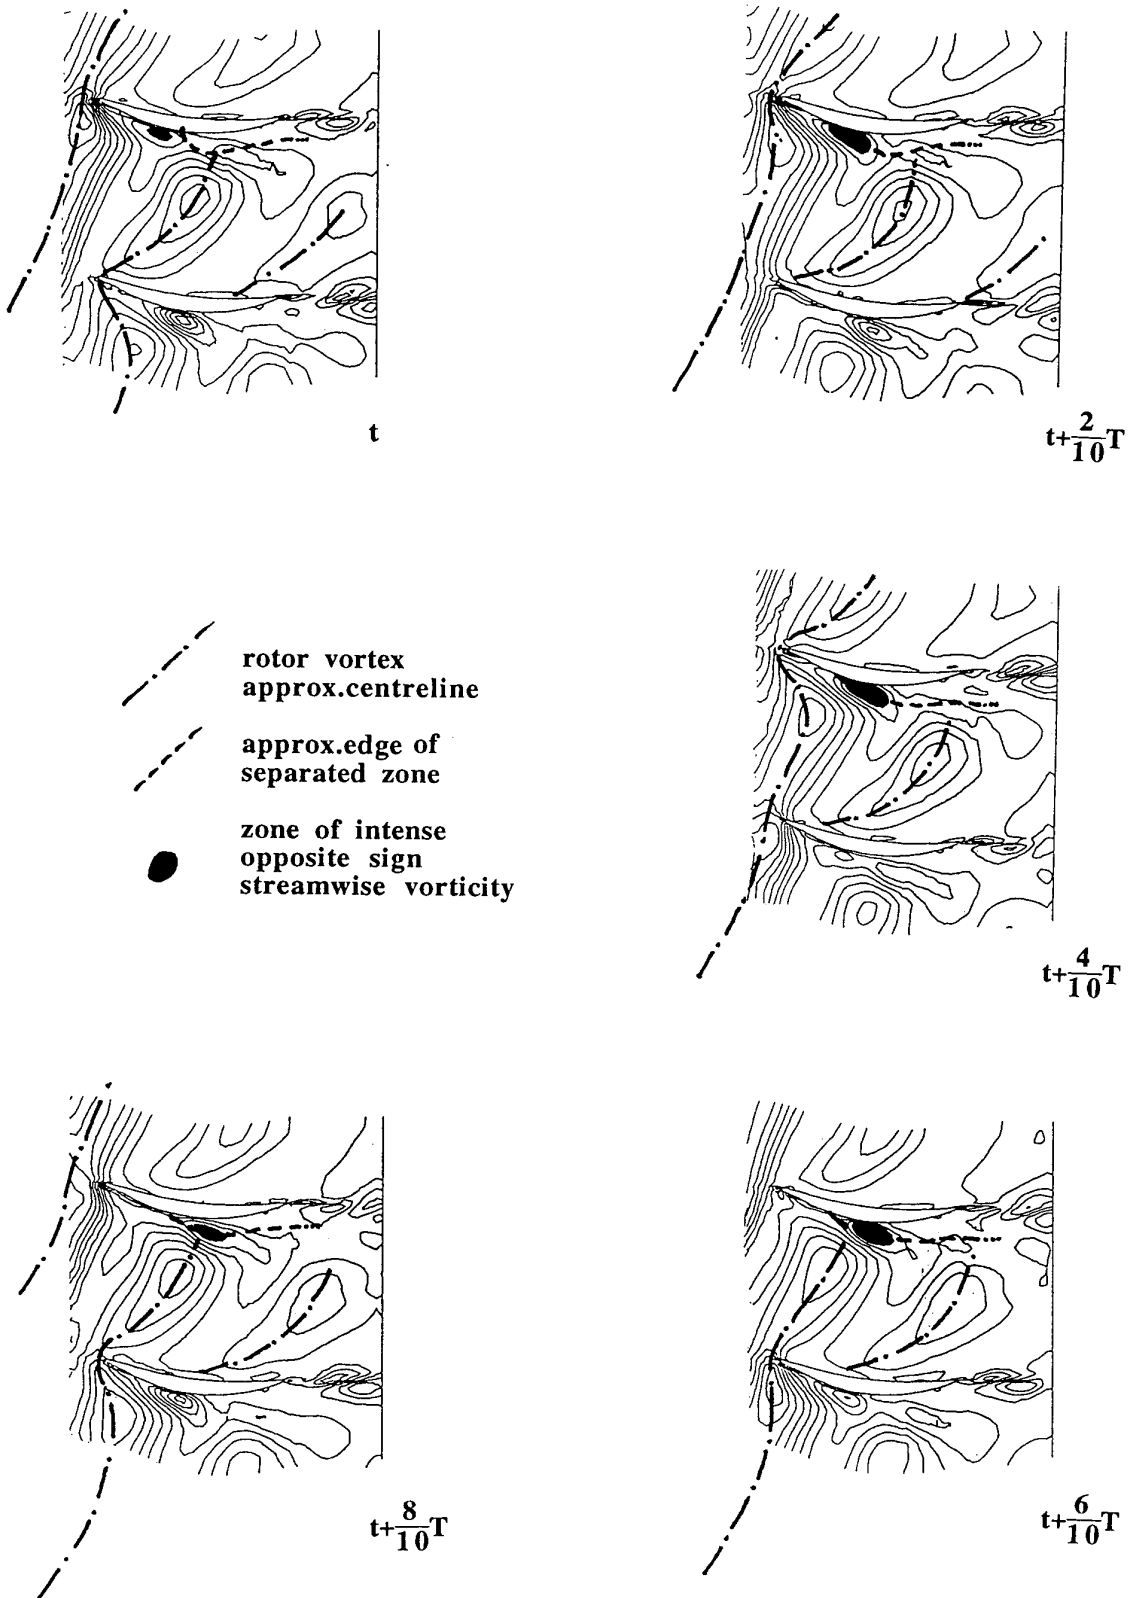 t
t+2/10T
rotor vortex
approx.centreline
approx.edge of
separated zone
zone of intense
opposite sign
streamwise vorticity
t+4/10T
t+8/10T
t+6/10T